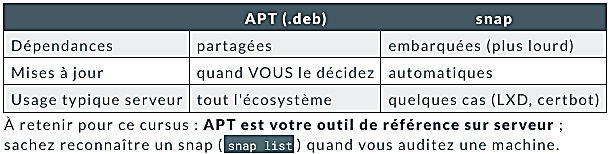 APT (.deb) snap
Dépendances partagées embarquées (plus lourd)
Mises à jour quand VOUS le décidez automatiques
Usage typique serveur tout l'écosystème quelques cas (LXD, certbot)
À retenir pour ce cursus : APT est votre outil de référence sur serveur ;
sachez reconnaître un snap (snap list) quand vous auditez une machine.